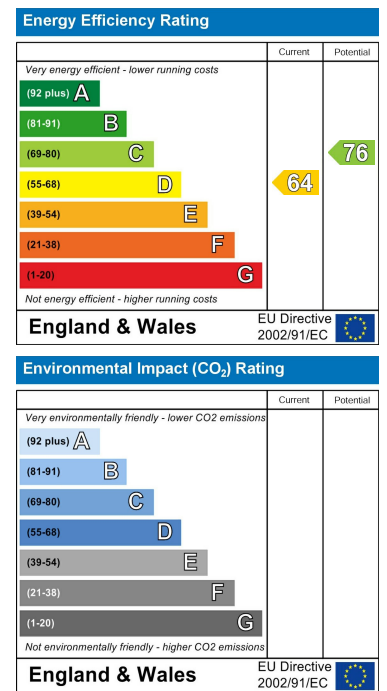 Energy Efficiency Rating
Current Potential
Very energy efficient - lower running costs
(92 plus) A
(81-91) B
(69-80) C
76
(55-68) D
64
(39-54) E
(21-38) F
(1-20) G
Not energy efficient - higher running costs
England & Wales
EU Directive
2002/91/EC
Environmental Impact (CO₂) Rating
Current Potential
Very environmentally friendly - lower CO2 emissions
(92 plus) A
(81-91) B
(69-80) C
(55-68) D
(39-54) E
(21-38) F
(1-20) G
Not environmentally friendly - higher CO2 emissions
England & Wales
EU Directive
2002/91/EC